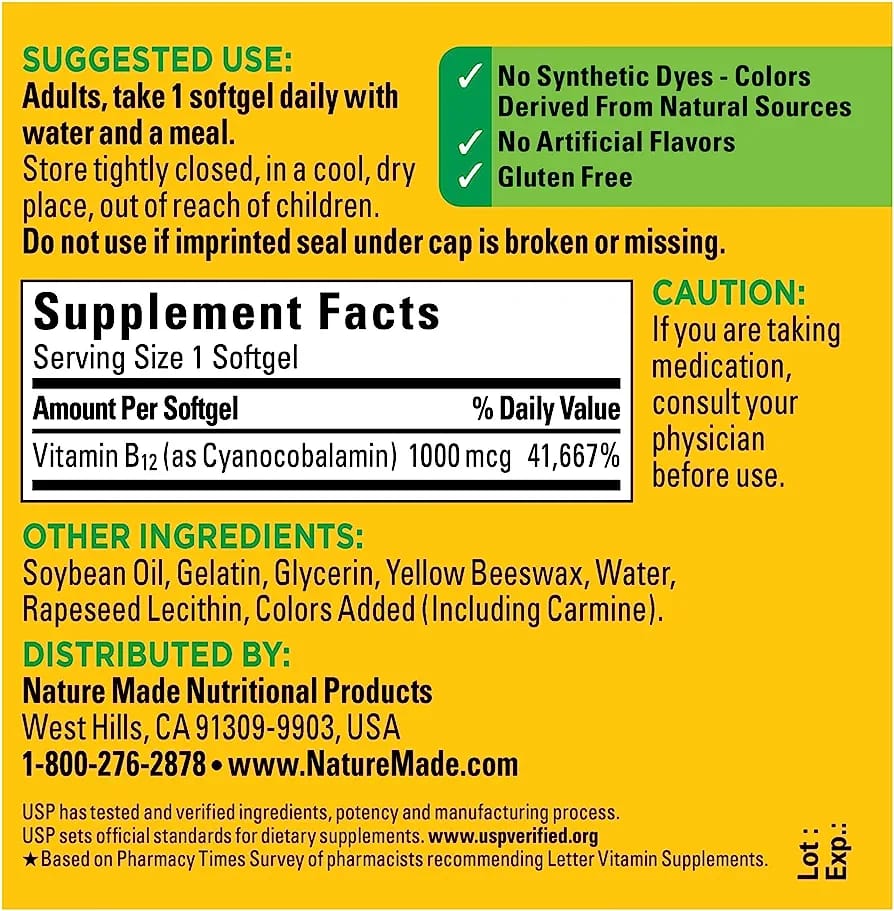 SUGGESTED USE:
Adults, take 1 softgel daily with
water and a meal.
Store tightly closed, in a cool, dry
place, out of reach of children.
Do not use if imprinted seal under cap is broken or missing.
✓ No Synthetic Dyes - Colors
Derived From Natural Sources
✓ No Artificial Flavors
✓ Gluten Free
Supplement Facts
Serving Size 1 Softgel
Amount Per Softgel % Daily Value
Vitamin B₁₂ (as Cyanocobalamin) 1000 mcg 41,667%
CAUTION:
If you are taking
medication,
consult your
physician
before use.
OTHER INGREDIENTS:
Soybean Oil, Gelatin, Glycerin, Yellow Beeswax, Water,
Rapeseed Lecithin, Colors Added (Including Carmine).
DISTRIBUTED BY:
Nature Made Nutritional Products
West Hills, CA 91309-9903, USA
1-800-276-2878 • www.NatureMade.com
USP has tested and verified ingredients, potency and manufacturing process.
USP sets official standards for dietary supplements. www.uspverified.org
★Based on Pharmacy Times Survey of pharmacists recommending Letter Vitamin Supplements.
Lot :
Exp.: